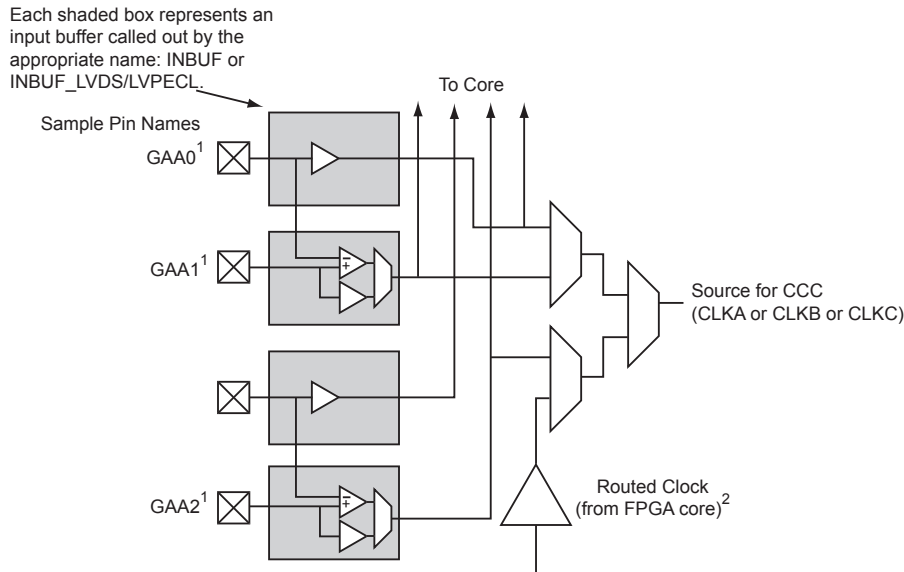 Each shaded box represents an
input buffer called out by the
appropriate name: INBUF or
INBUF_LVDS/LVPECL.
To Core
Sample Pin Names
GAA0¹
+
−
GAA1¹
Source for CCC
(CLKA or CLKB or CLKC)
+
−
GAA2¹
Routed Clock
(from FPGA core)²